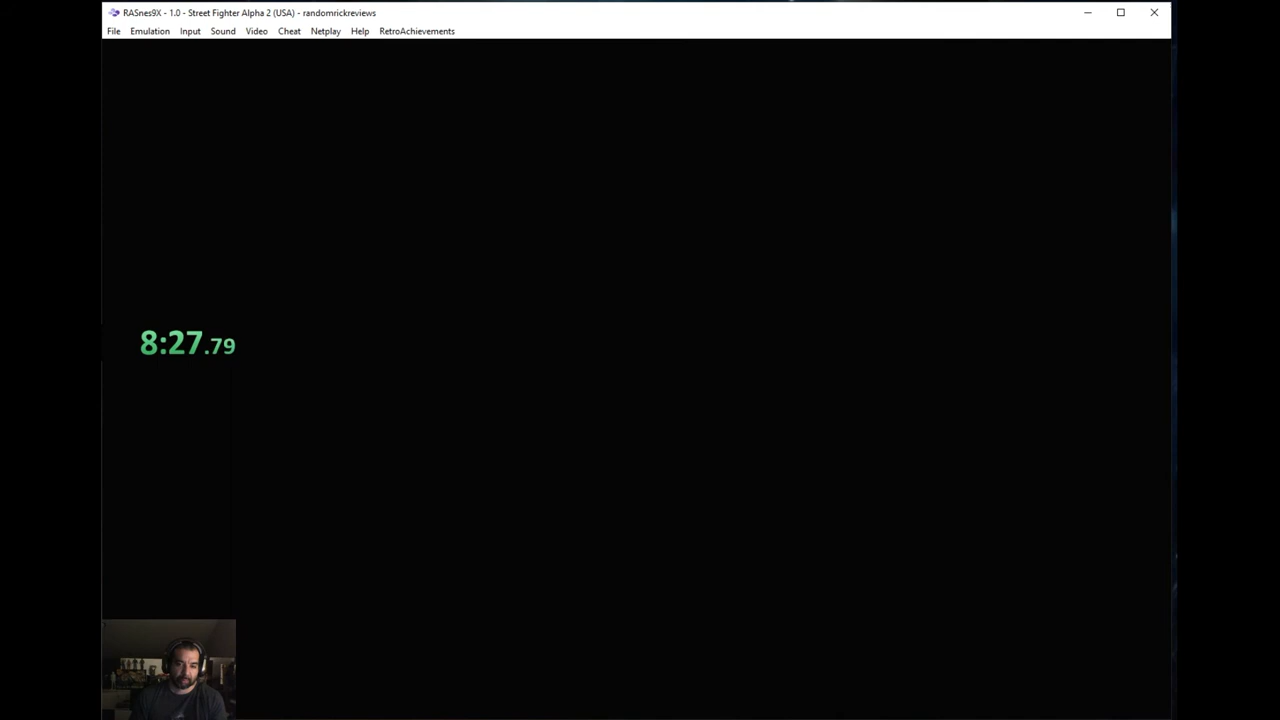 RASnes9X - 1.0 - Street Fighter Alpha 2 (USA) - randomrickreviews
File Emulation Input Sound Video Cheat Netplay Help RetroAchievements
8:27.79